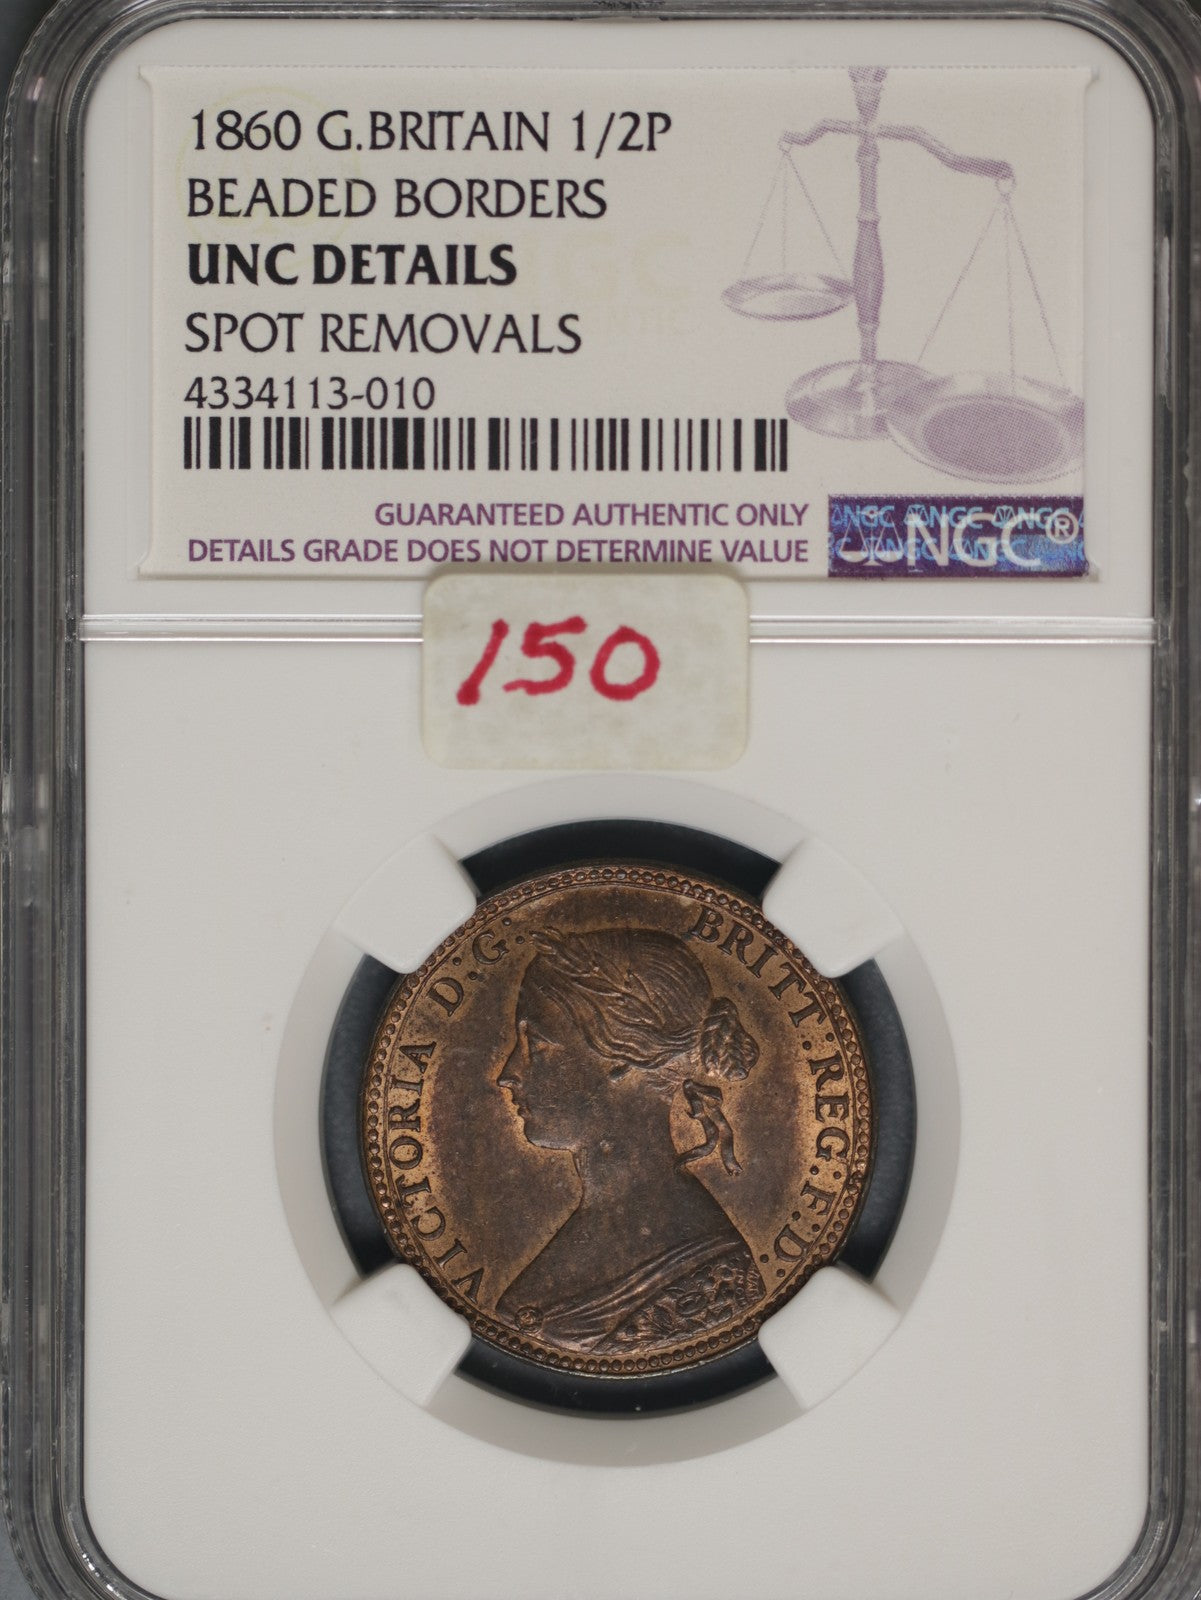 1860 G.BRITAIN 1/2P
BEADED BORDERS
UNC DETAILS
SPOT REMOVALS
4334113-010
GUARANTEED AUTHENTIC ONLY
DETAILS GRADE DOES NOT DETERMINE VALUE
NGC®
150
VICTORIA D:G: BRITT:REG:F:D: